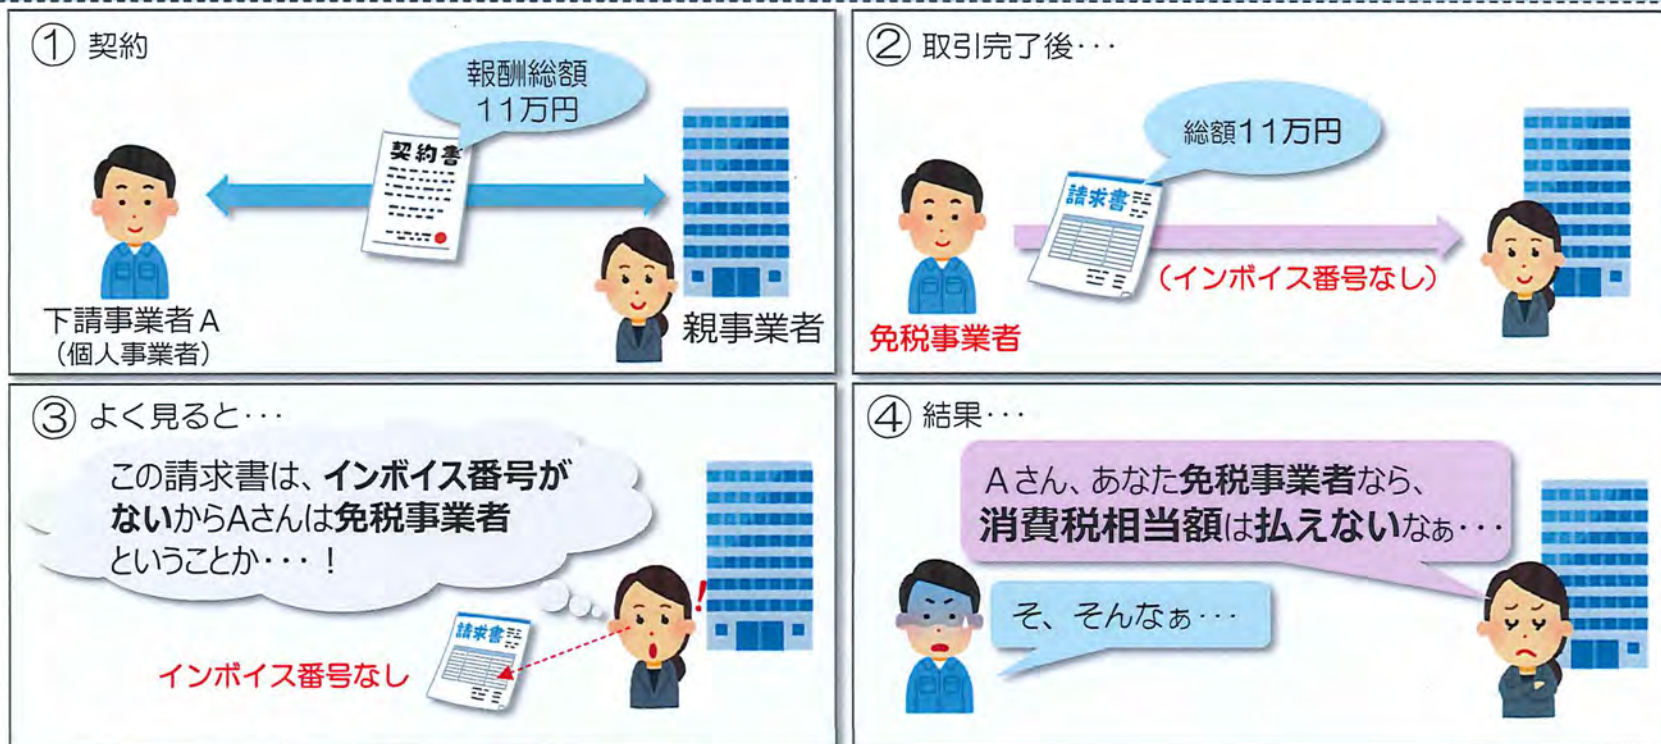 ① 契約
報酬総額
11万円
契約書
下請事業者A
（個人事業者）
親事業者
② 取引完了後･･･
総額11万円
請求書
（インボイス番号なし）
免税事業者
③ よく見ると･･･
この請求書は、インボイス番号が
ないからAさんは免税事業者
ということか･･･！
請求書
インボイス番号なし
④ 結果･･･
Aさん、あなた免税事業者なら、
消費税相当額は払えないなぁ･･･
そ、そんなぁ･･･